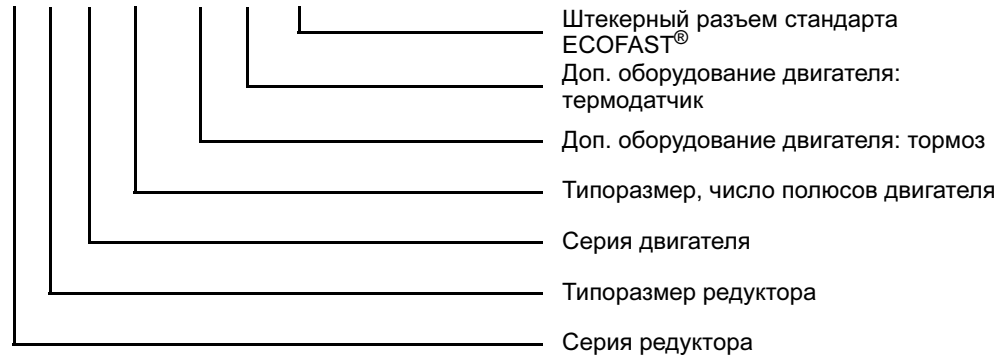 Штекерный разъем стандарта
ECOFAST®
Доп. оборудование двигателя:
термодатчик
Доп. оборудование двигателя: тормоз
Типоразмер, число полюсов двигателя
Серия двигателя
Типоразмер редуктора
Серия редуктора